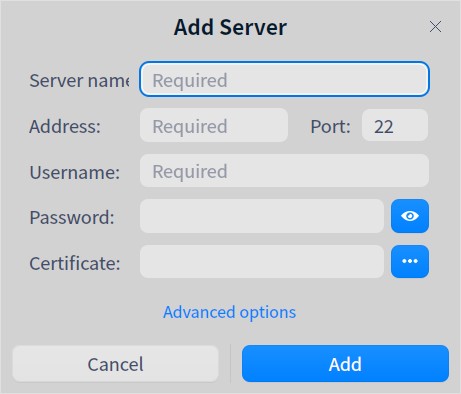 Add Server
Server name
Required
Address:
Required
Port:
22
Username:
Required
Password:
Certificate:
Advanced options
Cancel
Add